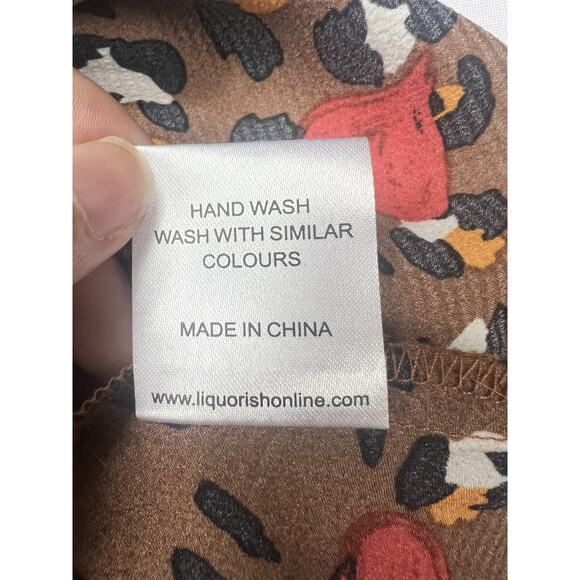 HAND WASH
WASH WITH SIMILAR
COLOURS
MADE IN CHINA
www.liquorishonline.com